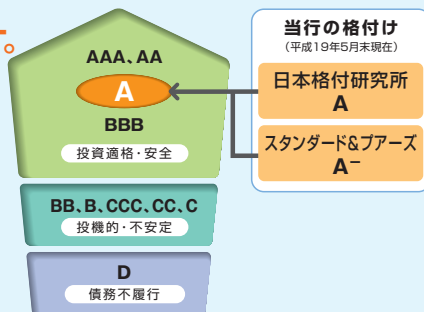 す。
AAA、AA
A
BBB
投資適格・安全
BB、B、CCC、CC、C
投機的・不安定
D
債務不履行
当行の格付け
(平成19年5月末現在)
日本格付研究所
A
スタンダード&プアーズ
A−